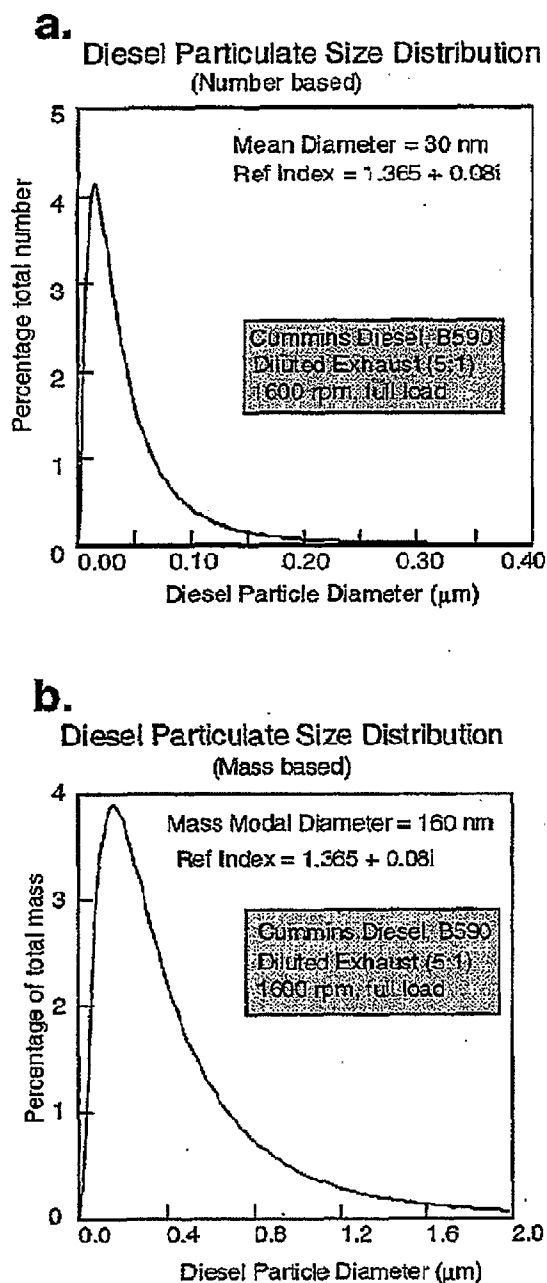 a.
Diesel Particulate Size Distribution
(Number based)
5
4
3
2
1
0
Percentage total number
Mean Diameter = 30 nm
Ref Index = 1.365 + 0.08i
Cummins Diesel, B590
Diluted Exhaust (5:1)
1600 rpm, full load
0.00 0.10 0.20 0.30 0.40
Diesel Particle Diameter (μm)
b.
Diesel Particulate Size Distribution
(Mass based)
4
3
2
1
0
Percentage of total mass
Mass Modal Diameter = 160 nm
Ref Index = 1.365 + 0.08i
Cummins Diesel, B590
Diluted Exhaust (5:1)
1600 rpm, full load
0.0 0.4 0.8 1.2 1.6 2.0
Diesel Particle Diameter (μm)